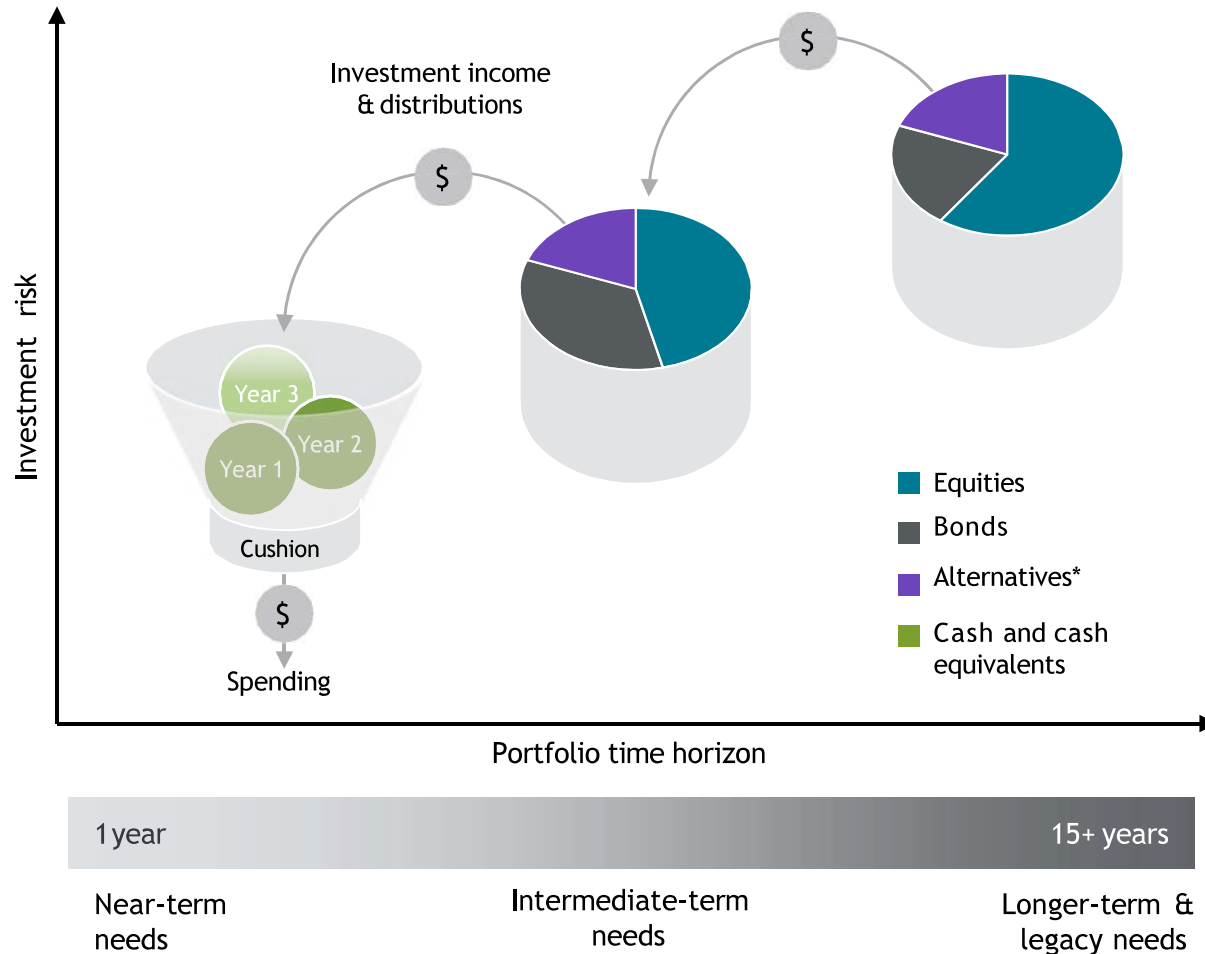 $
Investment income
& distributions
$
Investment risk
Year 3
Year 2
Year 1
Cushion
$
Spending
Equities
Bonds
Alternatives*
Cash and cash
equivalents
Portfolio time horizon
1 year
15+ years
Near-term
needs
Intermediate-term
needs
Longer-term &
legacy needs